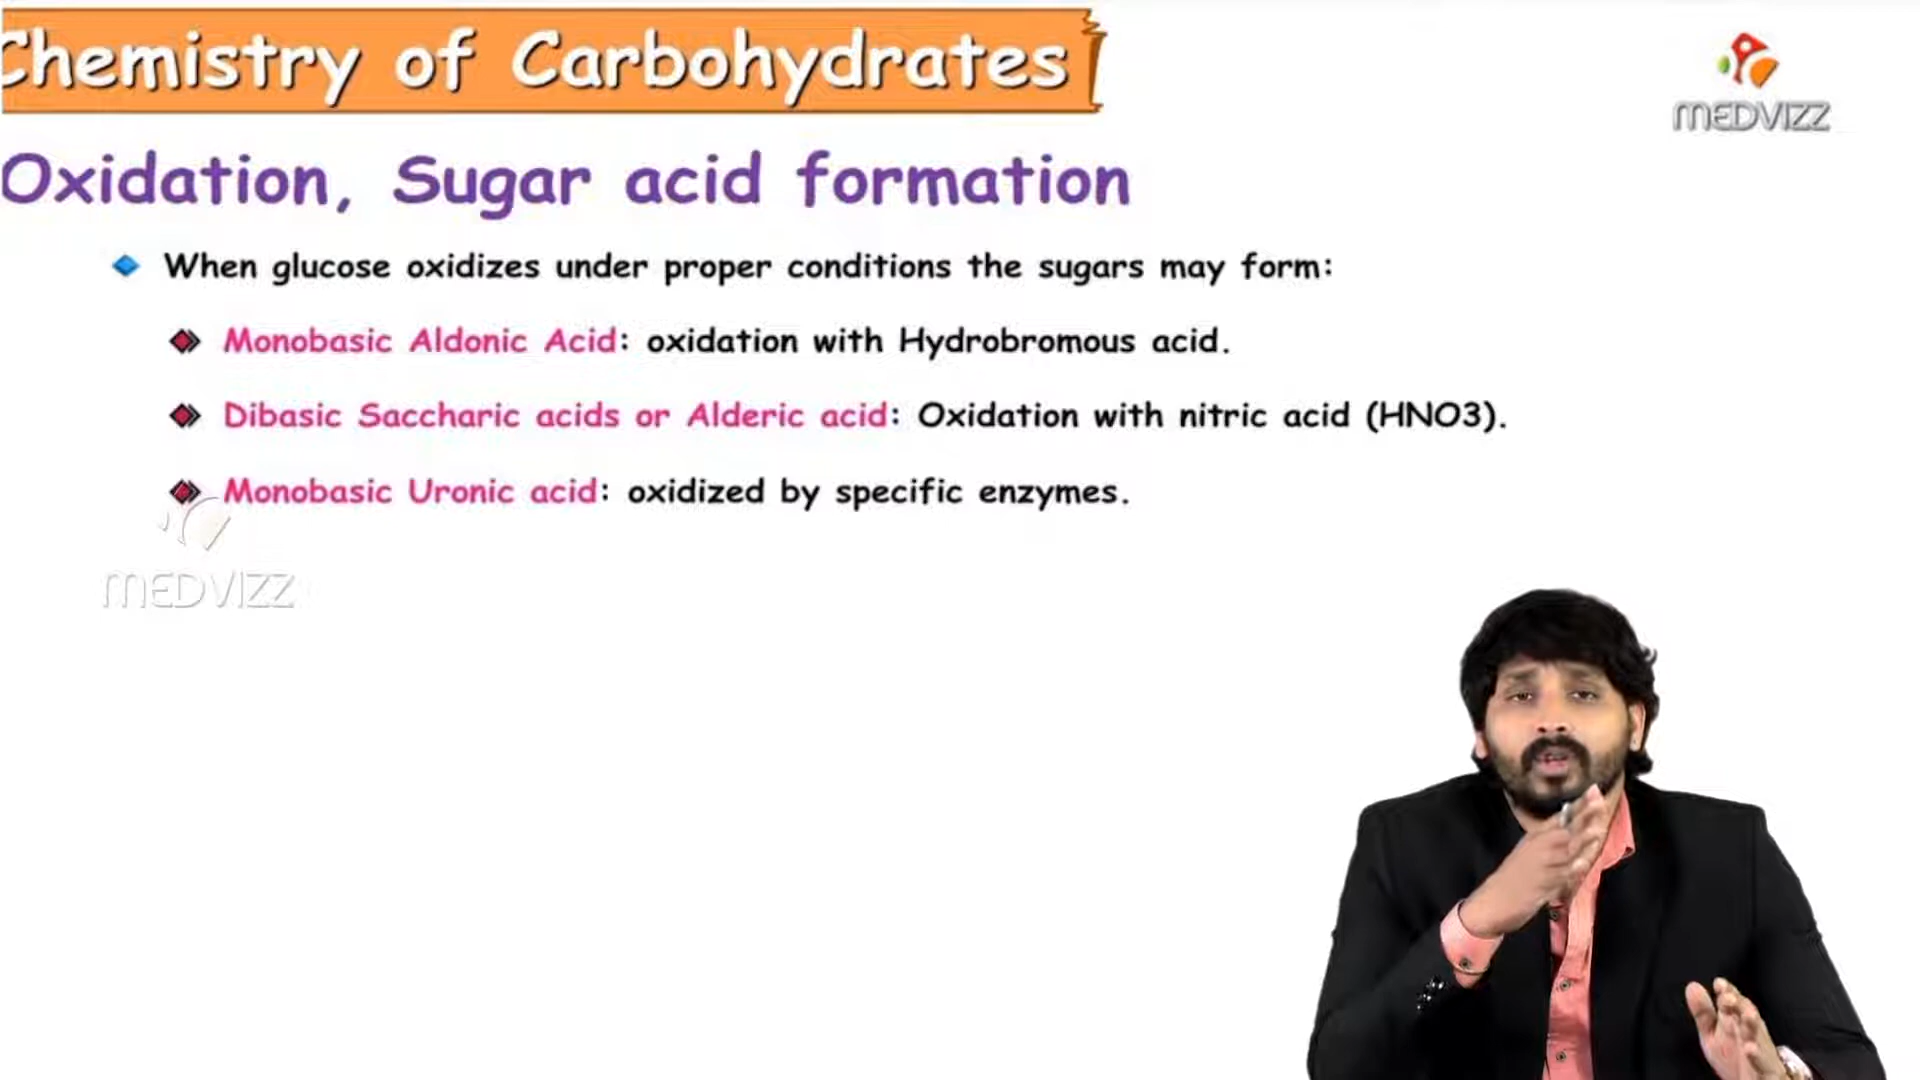 Chemistry of Carbohydrates
MEDVIZZ
Oxidation, Sugar acid formation
When glucose oxidizes under proper conditions the sugars may form:
Monobasic Aldonic Acid: oxidation with Hydrobromous acid.
Dibasic Saccharic acids or Alderic acid: Oxidation with nitric acid (HNO3).
Monobasic Uronic acid: oxidized by specific enzymes.
MEDVIZZ